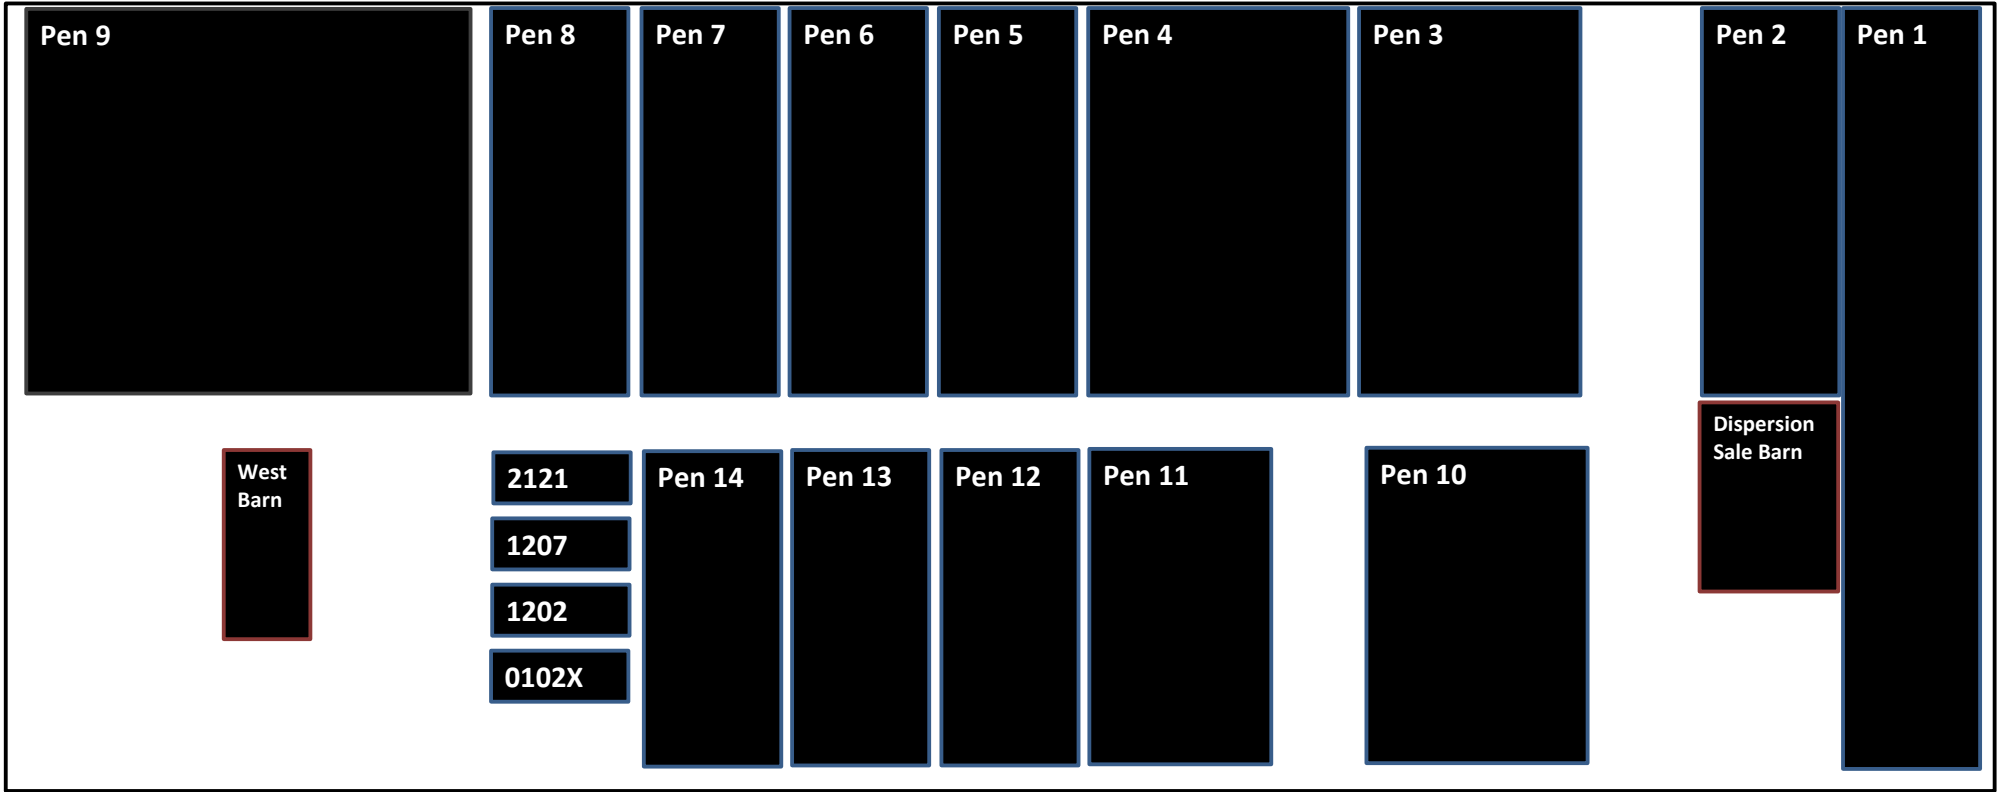 Pen 9
Pen 8
Pen 7
Pen 6
Pen 5
Pen 4
Pen 3
Pen 2
Pen 1
Dispersion
Sale Barn
West
Barn
2121
1207
1202
0102X
Pen 14
Pen 13
Pen 12
Pen 11
Pen 10